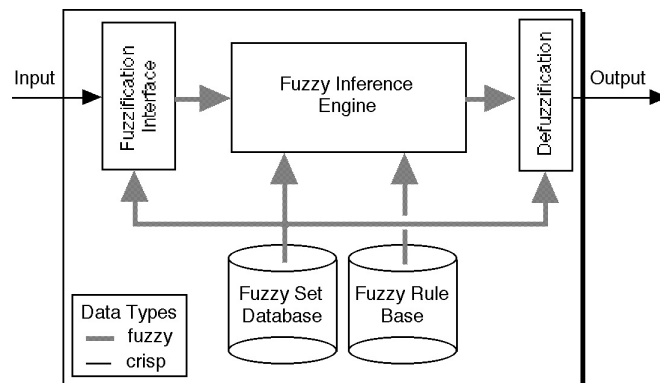 Input
Fuzzification
Interface
Fuzzy Inference
Engine
Defuzzification
Output
Fuzzy Set
Database
Fuzzy Rule
Base
Data Types
fuzzy
crisp